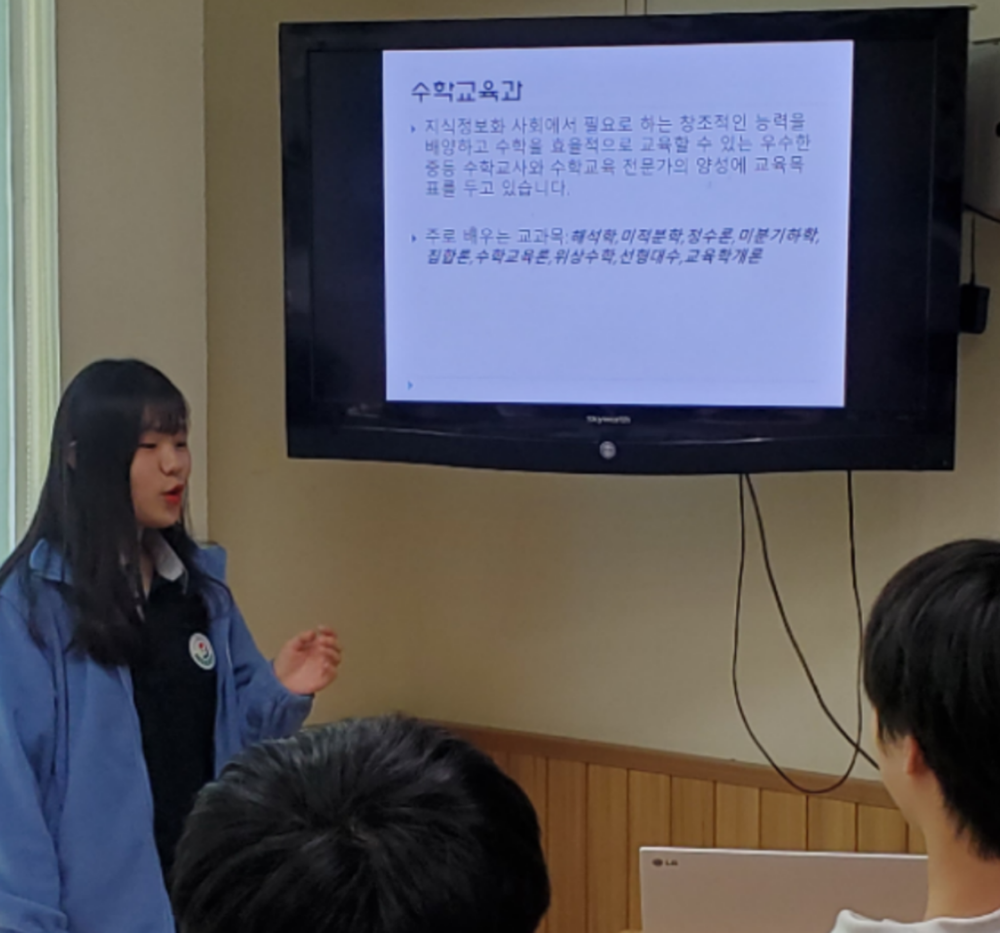 수학교육과
지식정보화 사회에서 필요로 하는 창조적인 능력을
배양하고 수학을 효율적으로 교육할 수 있는 우수한
중등 수학교사와 수학교육 전문가의 양성에 교육목
표를 두고 있습니다.
주로 배우는 교과목:해석학,미적분학,정수론,미분기하학,
집합론,수학교육론,위상수학,선형대수,교육학개론
Skyworth
LG